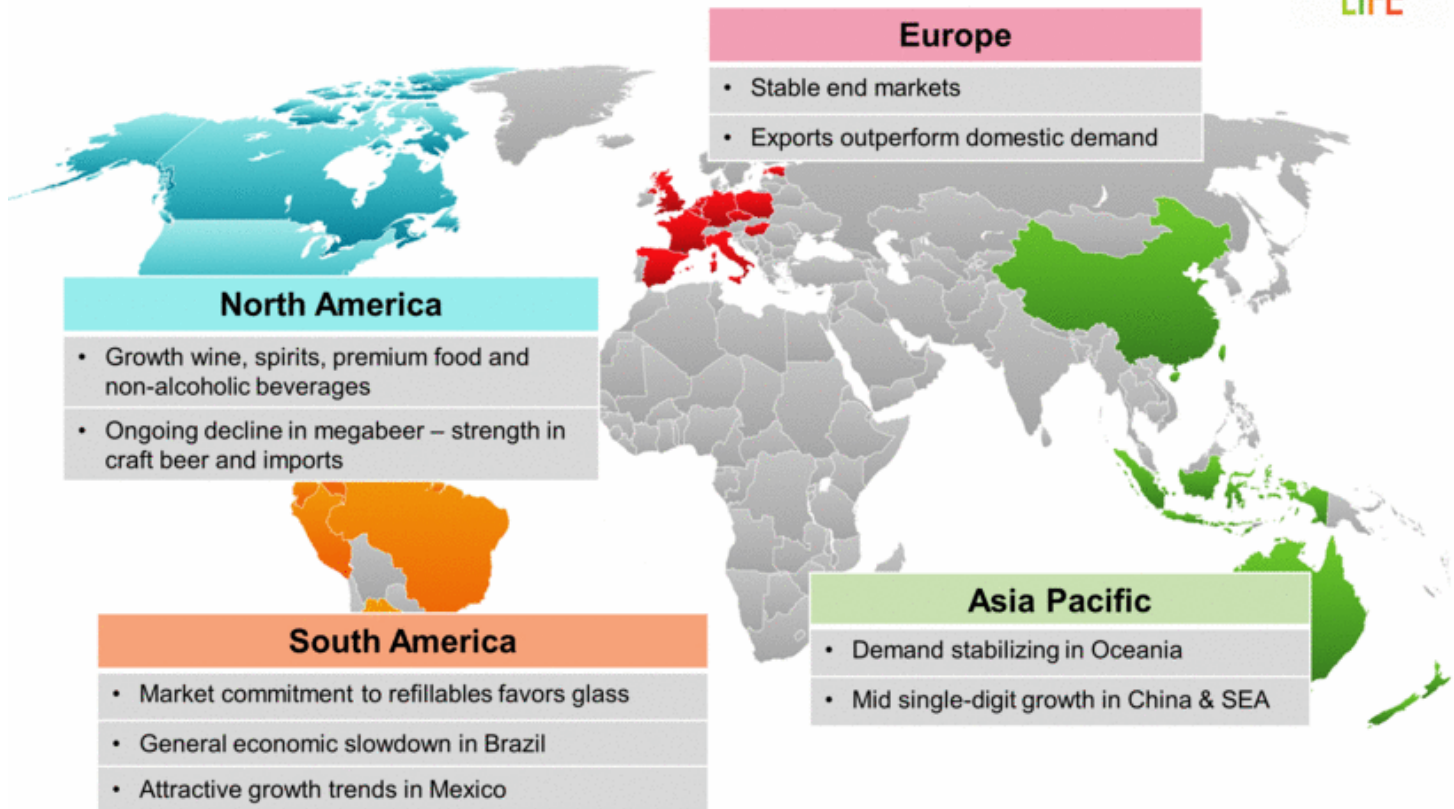 Europe
• Stable end markets
• Exports outperform domestic demand
North America
• Growth wine, spirits, premium food and
non-alcoholic beverages
• Ongoing decline in megabeer – strength in
craft beer and imports
South America
• Market commitment to refillables favors glass
• General economic slowdown in Brazil
• Attractive growth trends in Mexico
Asia Pacific
• Demand stabilizing in Oceania
• Mid single-digit growth in China & SEA